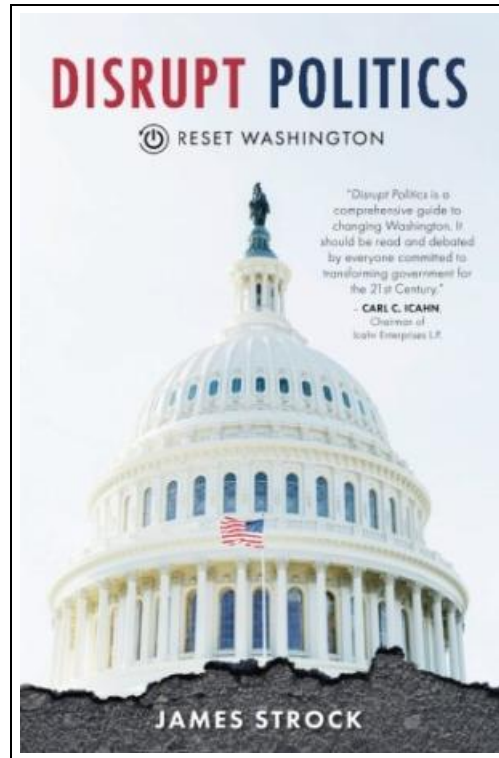 DISRUPT POLITICS
RESET WASHINGTON
"Disrupt Politics is a
comprehensive guide to
changing Washington. It
should be read and debated
by everyone committed to
transforming government for
the 21st Century."
– CARL C. ICAHN,
Chairman of
Icahn Enterprises L.P.
JAMES STROCK